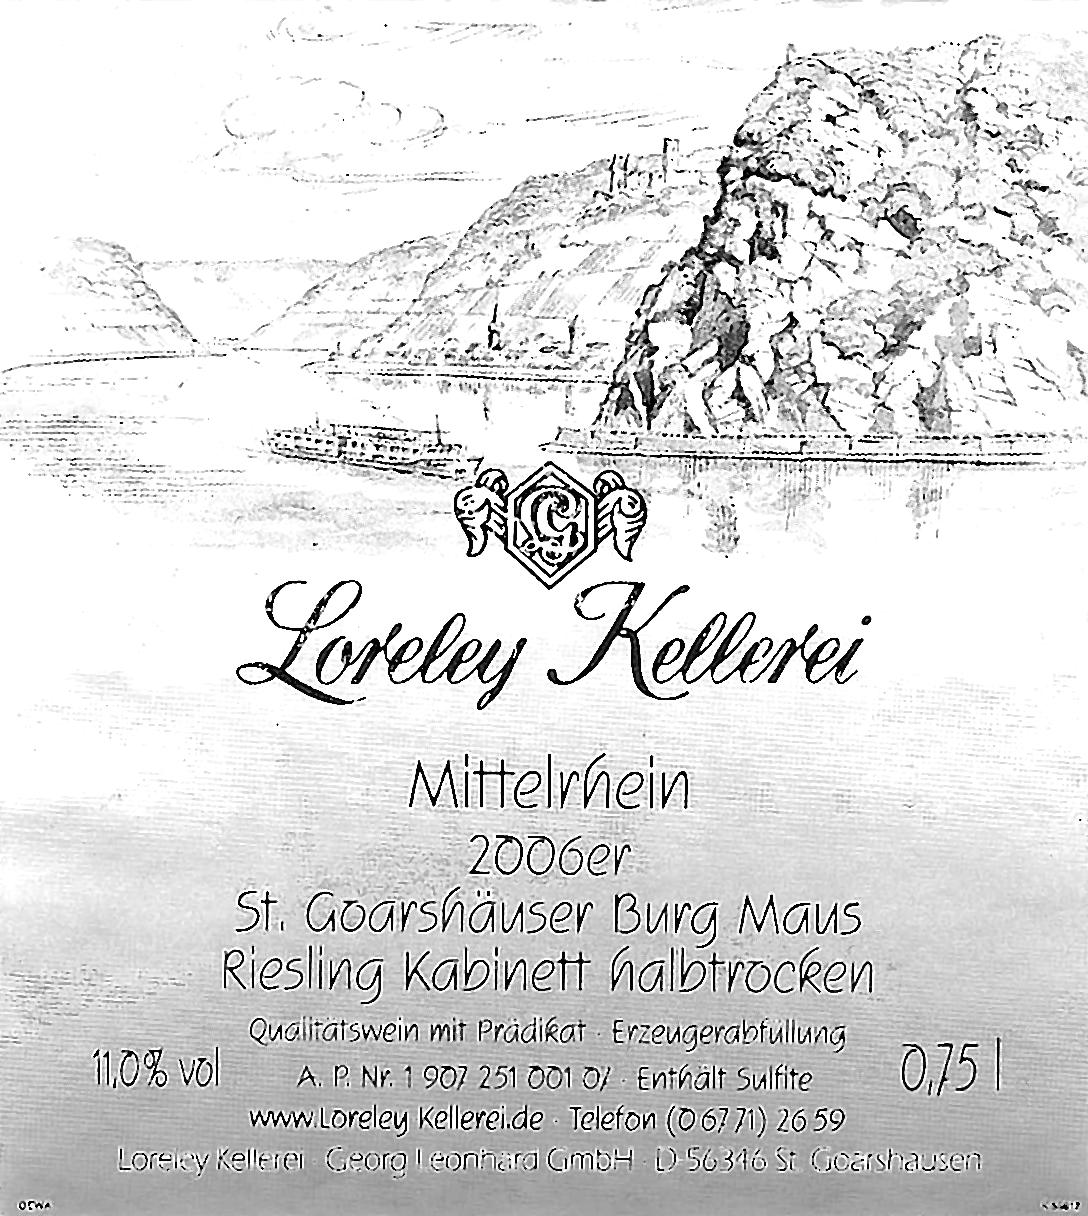 Loreley Kellerei
Mittelrhein
2006er
St. Goarshäuser Burg Maus
Riesling Kabinett halbtrocken
Qualitätswein mit Prädikat · Erzeugerabfüllung
11,0% vol
A. P. Nr. 1 907 251 001 07 · Enthält Sulfite
0,75 l
www.Loreley Kellerei.de · Telefon (0 67 71) 26 59
Loreley Kellerei · Georg Leonhard GmbH · D-56346 St. Goarshausen